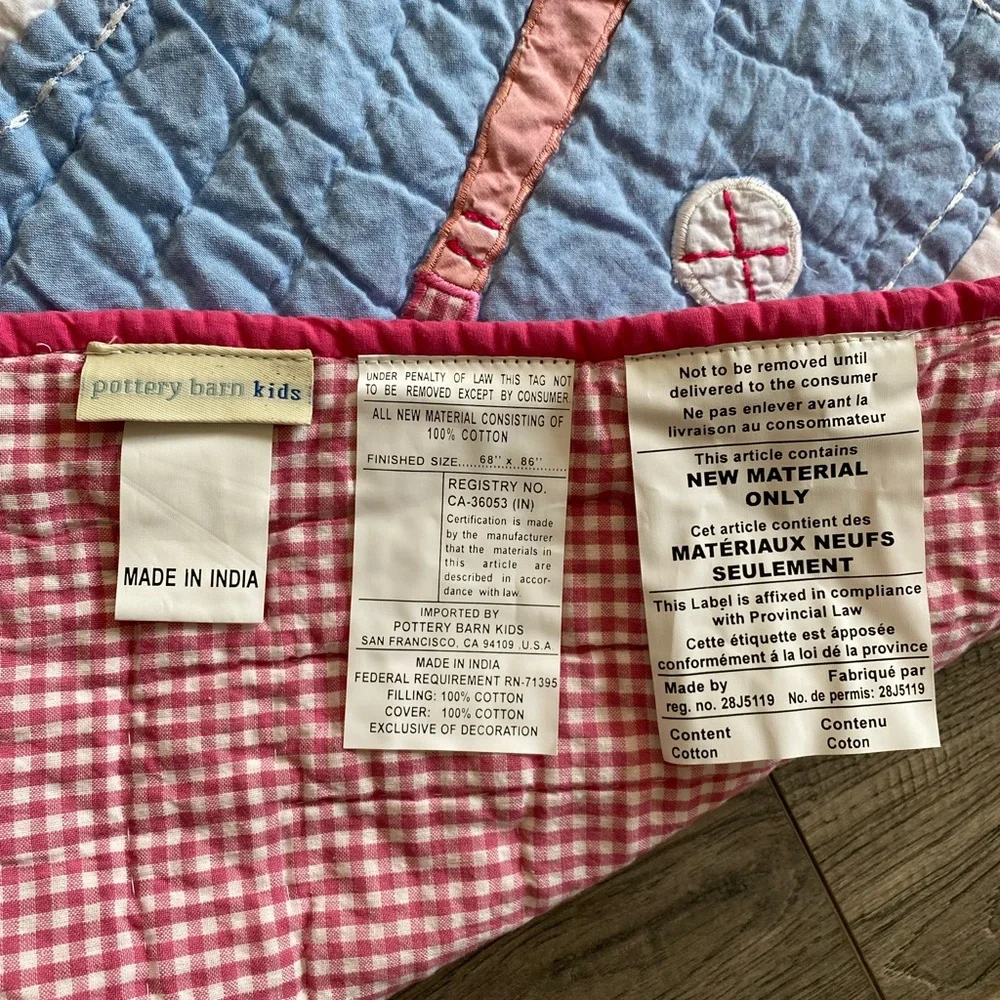 pottery barn kids
MADE IN INDIA
UNDER PENALTY OF LAW THIS TAG NOT
TO BE REMOVED EXCEPT BY CONSUMER.
ALL NEW MATERIAL CONSISTING OF
100% COTTON
FINISHED SIZE.....68" x 86"
REGISTRY NO.
CA-36053 (IN)
Certification is made
by the manufacturer
that the materials in
this article are
described in accor-
dance with law.
IMPORTED BY
POTTERY BARN KIDS
SAN FRANCISCO, CA 94109 .U.S.A.
MADE IN INDIA
FEDERAL REQUIREMENT RN-71395
FILLING: 100% COTTON
COVER: 100% COTTON
EXCLUSIVE OF DECORATION
Not to be removed until
delivered to the consumer
Ne pas enlever avant la
livraison au consommateur
This article contains
NEW MATERIAL
ONLY
Cet article contient des
MATÉRIAUX NEUFS
SEULEMENT
This Label is affixed in compliance
with Provincial Law
Cette étiquette est ápposée
conformément á la loi dé la province
Made by Fabriqué par
reg. no. 28J5119 No. de permis: 28J5119
Content Contenu
Cotton Coton